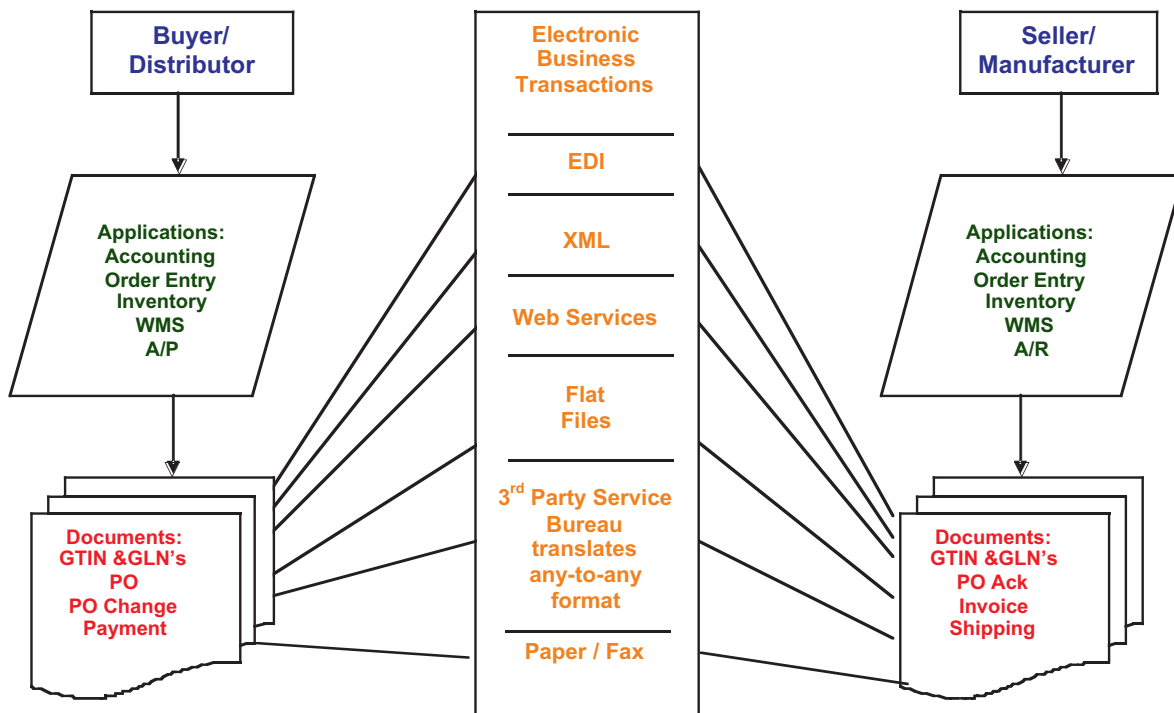 Buyer/
Distributor
Applications:
Accounting
Order Entry
Inventory
WMS
A/P
Documents:
GTIN &GLN's
PO
PO Change
Payment
Electronic
Business
Transactions
EDI
XML
Web Services
Flat
Files
3rd Party Service
Bureau
translates
any-to-any
format
Paper / Fax
Seller/
Manufacturer
Applications:
Accounting
Order Entry
Inventory
WMS
A/R
Documents:
GTIN &GLN's
PO Ack
Invoice
Shipping